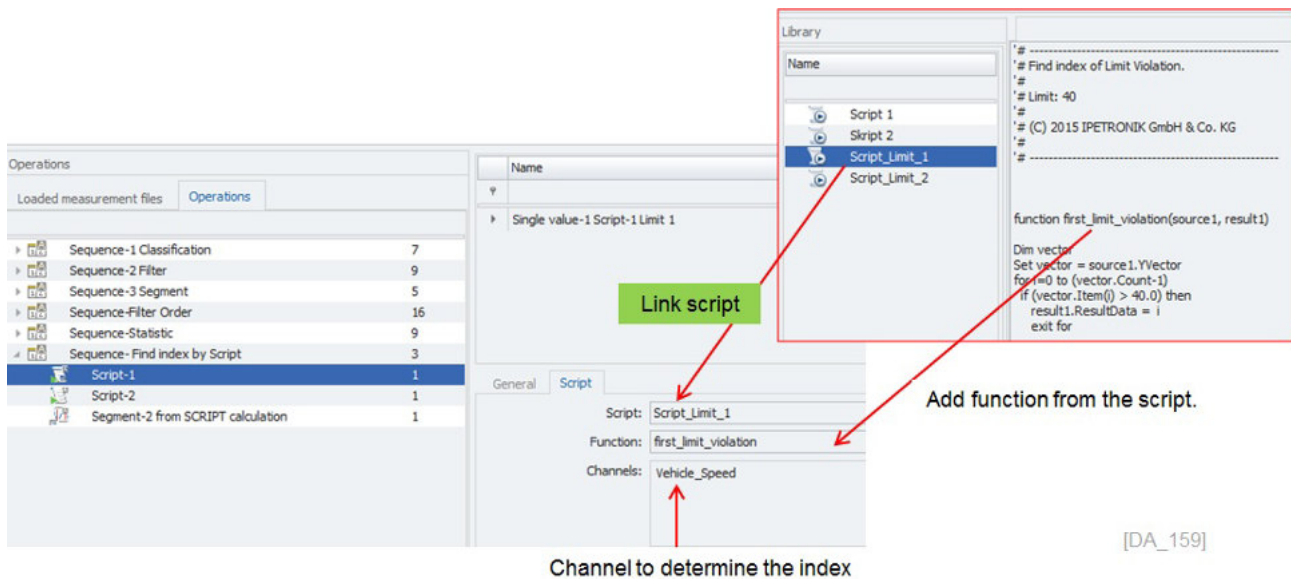 Library
Name
Script 1
Skript 2
Script_Limit_1
Script_Limit_2
'# ----------------------------------------------------
'# Find index of Limit Violation.
'#
'# Limit: 40
'#
'# (C) 2015 IPETRONIK GmbH & Co. KG
'#
'# ----------------------------------------------------
function first_limit_violation(source1, result1)
Dim vector
Set vector = source1.YVector
for i=0 to (vector.Count-1)
if (vector.Item(i) > 40.0) then
result1.ResultData = i
exit for
Operations
Loaded measurement files Operations
Sequence-1 Classification 7
Sequence-2 Filter 9
Sequence-3 Segment 5
Sequence-Filter Order 16
Sequence-Statistic 9
Sequence- Find index by Script 3
Script-1 1
Script-2 1
Segment-2 from SCRIPT calculation 1
Name
Single value-1 Script-1 Limit 1
Link script
General Script
Script: Script_Limit_1
Function: first_limit_violation
Channels: Vehicle_Speed
Add function from the script.
Channel to determine the index
[DA_159]